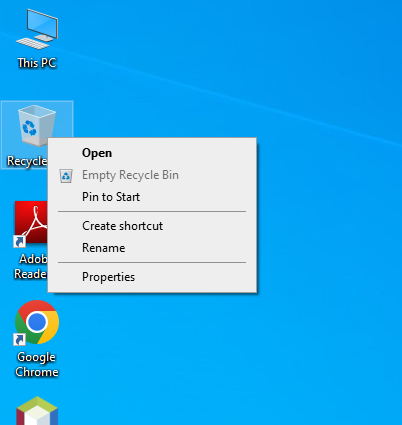 This PC
Recycle
Open
Empty Recycle Bin
Pin to Start
Create shortcut
Rename
Properties
Adob
Reade
Google
Chrome